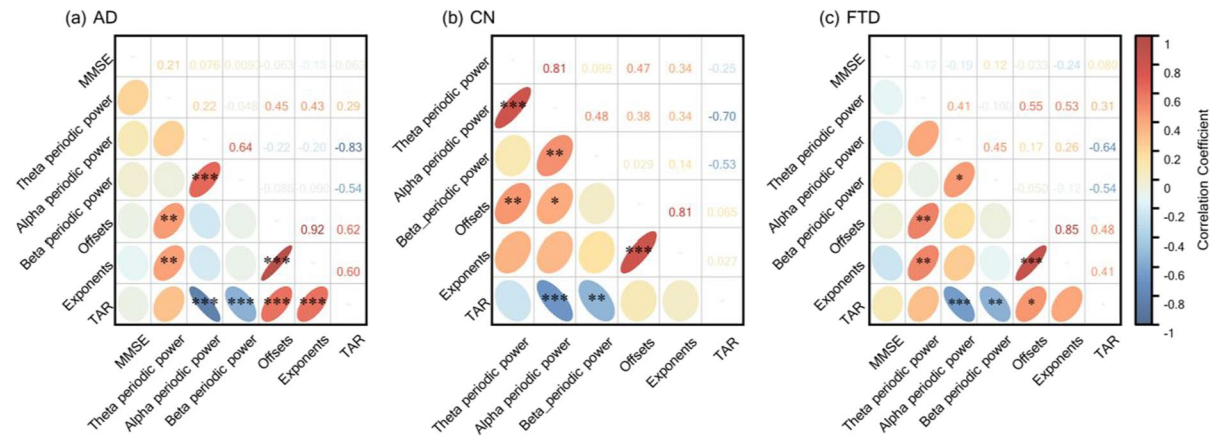 (a) AD
MMSE
0.21 0.076 0.0093 -0.063 -0.13 -0.063
Theta periodic power
0.22 -0.048 0.45 0.43 0.29
Alpha periodic power
0.64 -0.22 -0.20 -0.83
Beta periodic power
-0.086 -0.090 -0.54
Offsets
** 0.92 0.62
Exponents
** *** 0.60
TAR
*** *** *** ***
MMSE
Theta periodic power
Alpha periodic power
Beta periodic power
Offsets
Exponents
TAR
***
(b) CN
Theta periodic power
0.81 0.099 0.47 0.34 -0.25
Alpha periodic power
*** 0.48 0.38 0.34 -0.70
Beta_periodic power
** 0.029 0.14 -0.53
Offsets
** * 0.81 0.065
Exponents
*** 0.027
TAR
*** **
Theta periodic power
Alpha periodic power
Beta_periodic power
Offsets
Exponents
TAR
(c) FTD
MMSE
-0.19 0.12 -0.033 -0.24 0.080
Theta periodic power
0.41 -0.100 0.55 0.53 0.31
Alpha periodic power
0.45 0.17 0.26 -0.64
Beta periodic power
* -0.052 -0.12 -0.54
Offsets
** 0.85 0.48
Exponents
** *** 0.41
TAR
*** ** *
MMSE
Theta periodic power
Alpha periodic power
Beta periodic power
Offsets
Exponents
TAR
1
0.8
0.6
0.4
0.2
0
-0.2
-0.4
-0.6
-0.8
-1
Correlation Coefficient